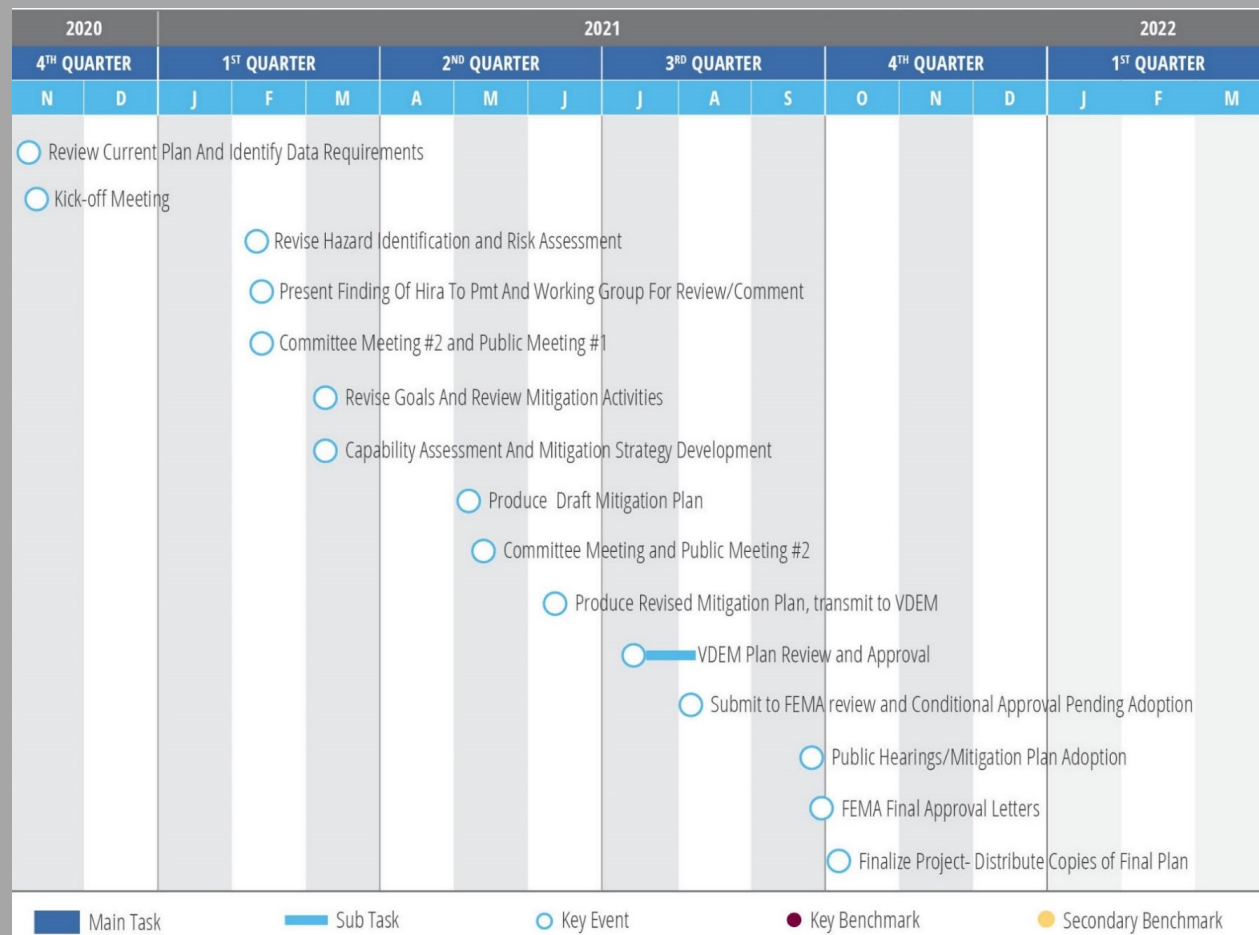 2020 2021 2022
4TH QUARTER 1ST QUARTER 2ND QUARTER 3RD QUARTER 4TH QUARTER 1ST QUARTER
N D J F M A M J J A S O N D J F M
Review Current Plan And Identify Data Requirements
Kick-off Meeting
Revise Hazard Identification and Risk Assessment
Present Finding Of Hira To Pmt And Working Group For Review/Comment
Committee Meeting #2 and Public Meeting #1
Revise Goals And Review Mitigation Activities
Capability Assessment And Mitigation Strategy Development
Produce Draft Mitigation Plan
Committee Meeting and Public Meeting #2
Produce Revised Mitigation Plan, transmit to VDEM
VDEM Plan Review and Approval
Submit to FEMA review and Conditional Approval Pending Adoption
Public Hearings/Mitigation Plan Adoption
FEMA Final Approval Letters
Finalize Project- Distribute Copies of Final Plan
Main Task Sub Task Key Event Key Benchmark Secondary Benchmark